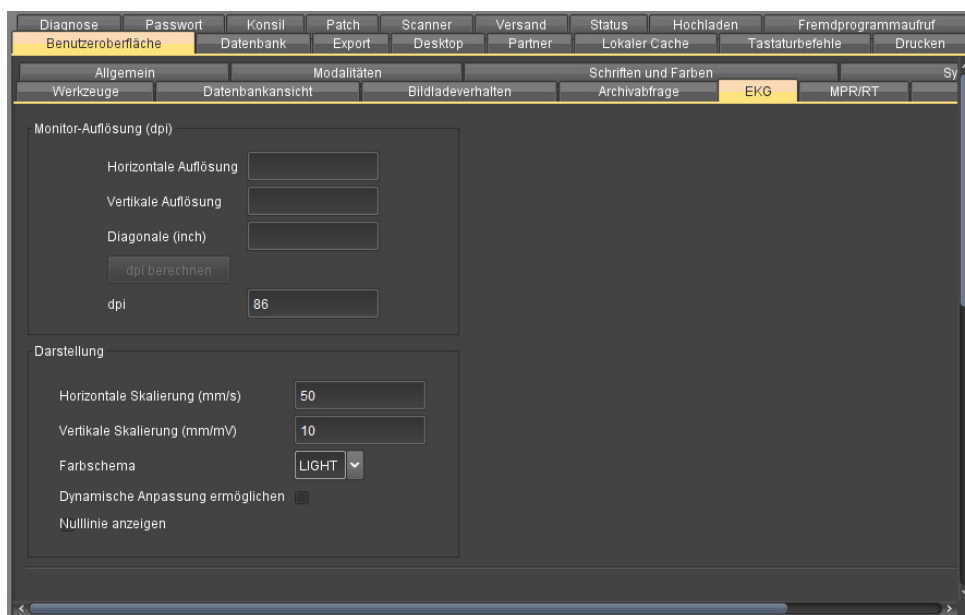 Diagnose Passwort Konsil Patch Scanner Versand Status Hochladen Fremdprogrammaufruf
Benutzeroberfläche Datenbank Export Desktop Partner Lokaler Cache Tastaturbefehle Drucken
Allgemein Modalitäten Schriften und Farben Sy
Werkzeuge Datenbankansicht Bildladeverhalten Archivabfrage EKG MPR/RT
Monitor-Auflösung (dpi)
Horizontale Auflösung
Vertikale Auflösung
Diagonale (inch)
dpi berechnen
dpi 86
Darstellung
Horizontale Skalierung (mm/s) 50
Vertikale Skalierung (mm/mV) 10
Farbschema LIGHT
Dynamische Anpassung ermöglichen
Nulllinie anzeigen